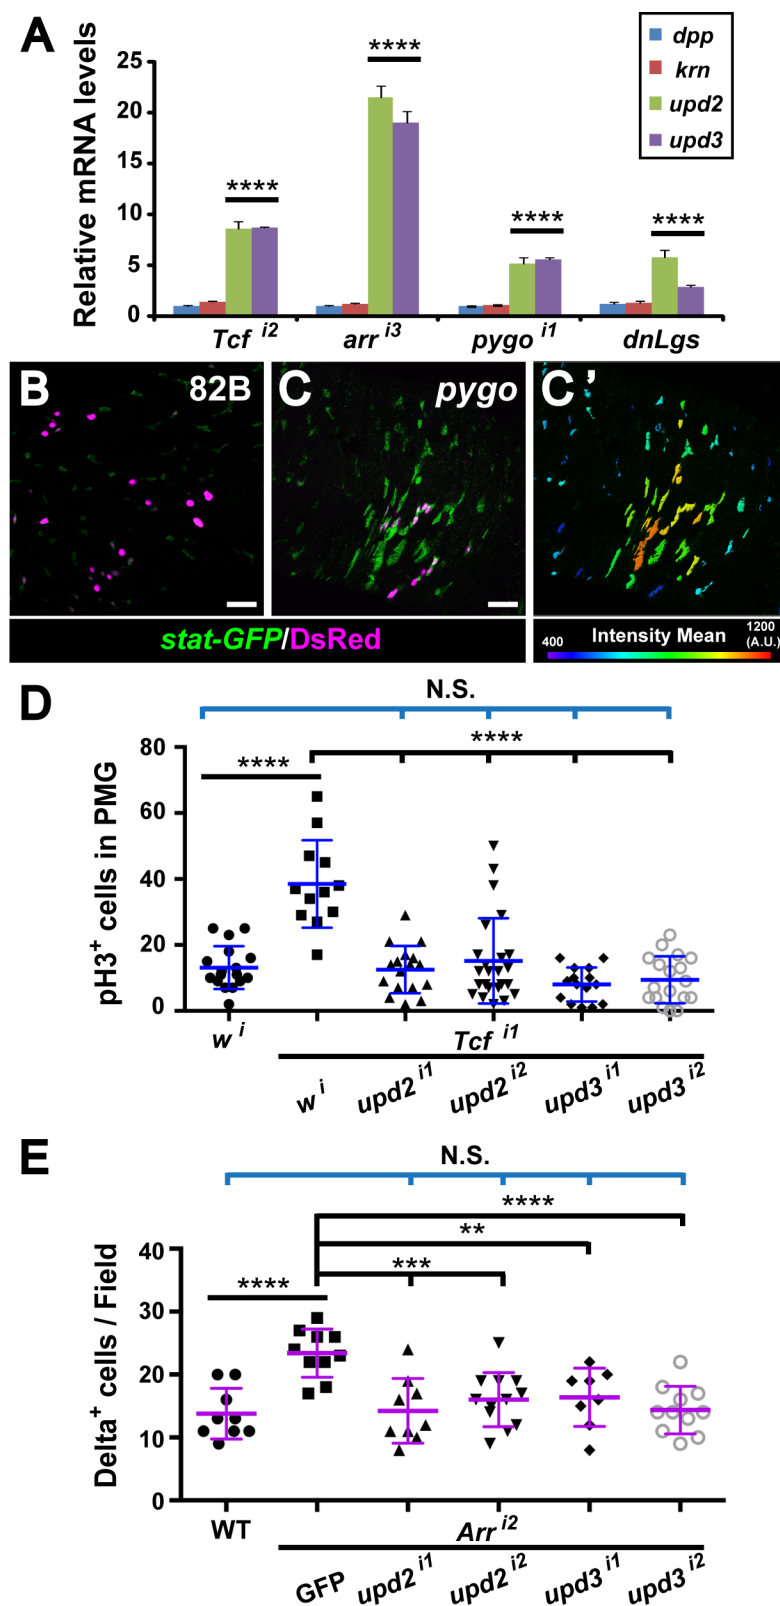 A
Relative mRNA levels
25
20
15
10
5
0
****
****
****
****
dpp
krn
upd2
upd3
Tcf i2
arr i3
pygo i1
dnLgs
B
82B
C
pygo
C'
stat-GFP/DsRed
400
Intensity Mean
1200
(A.U.)
D
N.S.
****
****
pH3+ cells in PMG
80
60
40
20
0
w i
Tcf i1
w i
upd2 i1
upd2 i2
upd3 i1
upd3 i2
E
N.S.
****
**
***
****
Delta+ cells / Field
40
30
20
10
0
WT
Arr i2
GFP
upd2 i1
upd2 i2
upd3 i1
upd3 i2